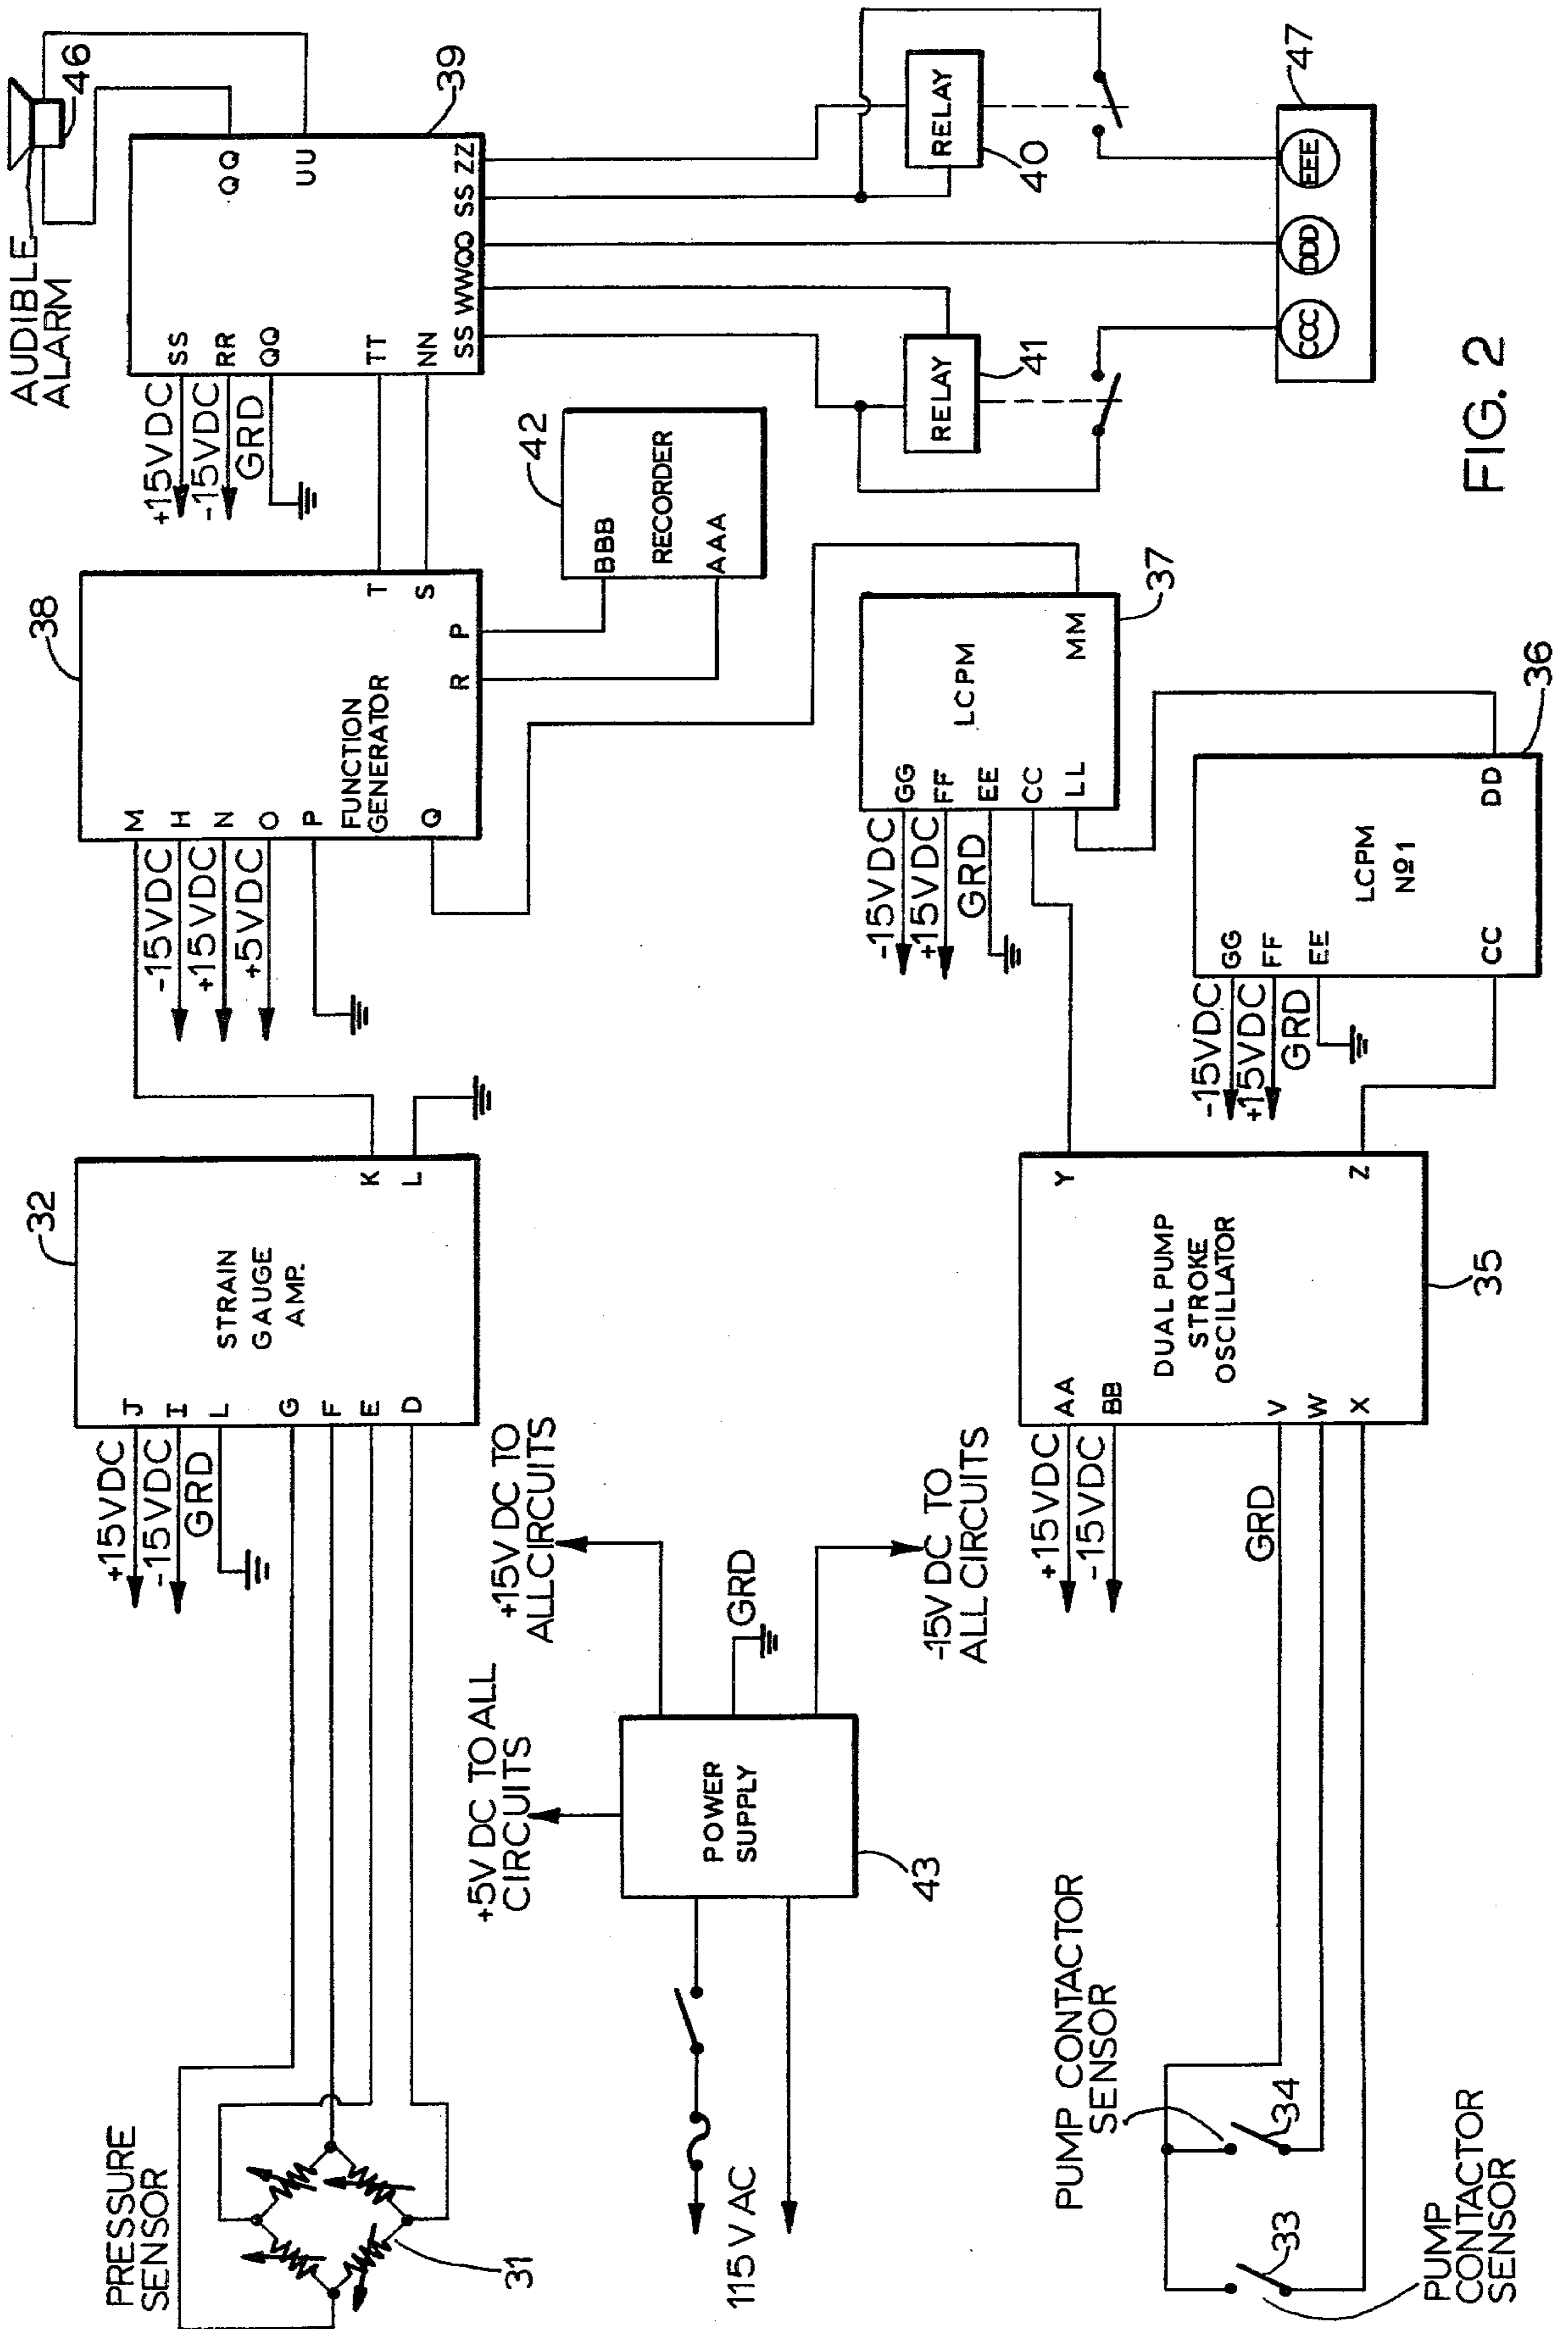 PRESSURE
SENSOR
31
+15VDC
-15VDC
GRD
J
I
L
G
F
E
D
STRAIN
GAUGE
AMP.
K
L
32
M
-15VDC
H
+15VDC
N
+5VDC
O
P
FUNCTION
GENERATOR
Q
T
S
P
R
38
AUDIBLE
ALARM
46
+15VDC
SS
-15VDC
RR
GRD
QQ
TT
NN
QQ
UU
SS
WW
QQ
SS
ZZ
39
BBB
RECORDER
AAA
42
RELAY
41
RELAY
40
CCC
DDD
EEE
47
115 V AC
POWER
SUPPLY
43
+5V DC TO ALL
CIRCUITS
+15V DC TO
ALL CIRCUITS
GRD
-15V DC TO
ALL CIRCUITS
PUMP CONTACTOR
SENSOR
34
33
PUMP
CONTACTOR
SENSOR
GRD
+15VDC
-15VDC
AA
BB
V
W
X
DUAL PUMP
STROKE
OSCILLATOR
Y
Z
35
-15VDC
GG
+15VDC
FF
GRD
EE
CC
LL
LCPM
MM
37
-15VDC
GG
+15VDC
FF
GRD
EE
CC
LCPM
Nº1
DD
36
FIG. 2